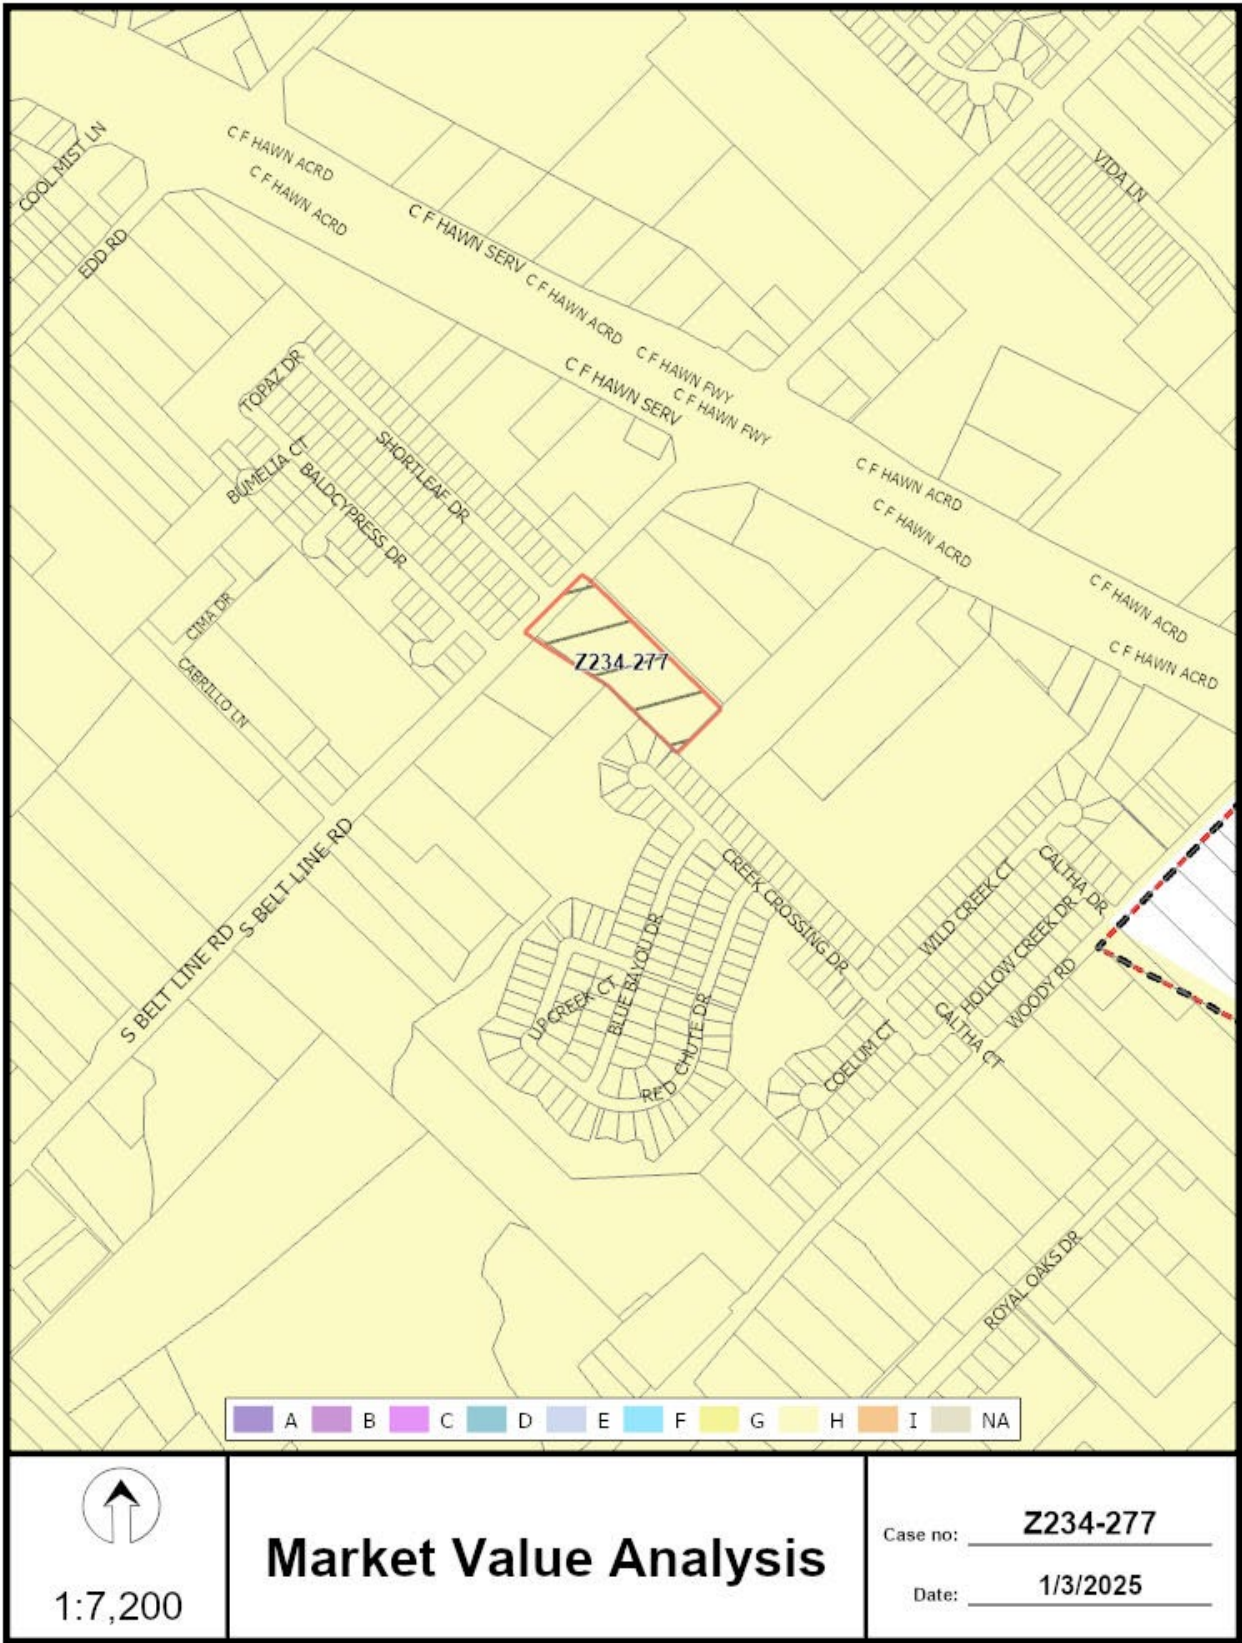 C F HAWN ACRD
C F HAWN ACRD
COOL MIST LN
VIDA LN
C F HAWN SERV
EDD RD
C F HAWN ACRD
C F HAWN FWY
C F HAWN SERV
C F HAWN FWY
TOPAZ DR
SHORTLEAF DR
BUMELIA CT
BALDCYPRESS DR
C F HAWN ACRD
C F HAWN ACRD
C F HAWN ACRD
C F HAWN ACRD
CIMA DR
CABRILLO LN
Z234-277
S BELT LINE RD
S BELT LINE RD
CREEK CROSSING DR
CALTHA DR
WILD CREEK CT
HOLLOW CREEK DR
WOODY RD
BLUE BAYOU DR
UPCREEK CT
RED CHUTE DR
CALTHA CT
COELUM CT
ROYAL OAKS DR
A B C D E F G H I NA
1:7,200
Market Value Analysis
Case no: Z234-277
Date: 1/3/2025